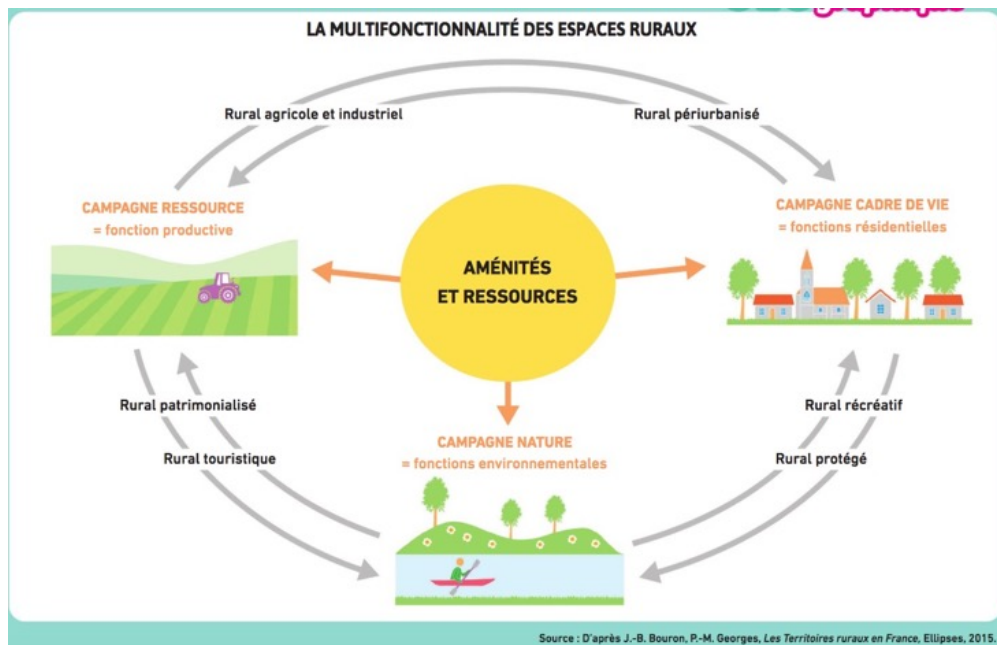 LA MULTIFONCTIONNALITÉ DES ESPACES RURAUX
Rural agricole et industriel
Rural périurbanisé
CAMPAGNE RESSOURCE
= fonction productive
CAMPAGNE CADRE DE VIE
= fonctions résidentielles
AMÉNITÉS
ET RESSOURCES
Rural patrimonialisé
Rural touristique
Rural récréatif
Rural protégé
CAMPAGNE NATURE
= fonctions environnementales
Source : D'après J.-B. Bouron, P.-M. Georges, Les Territoires ruraux en France, Ellipses, 2015.